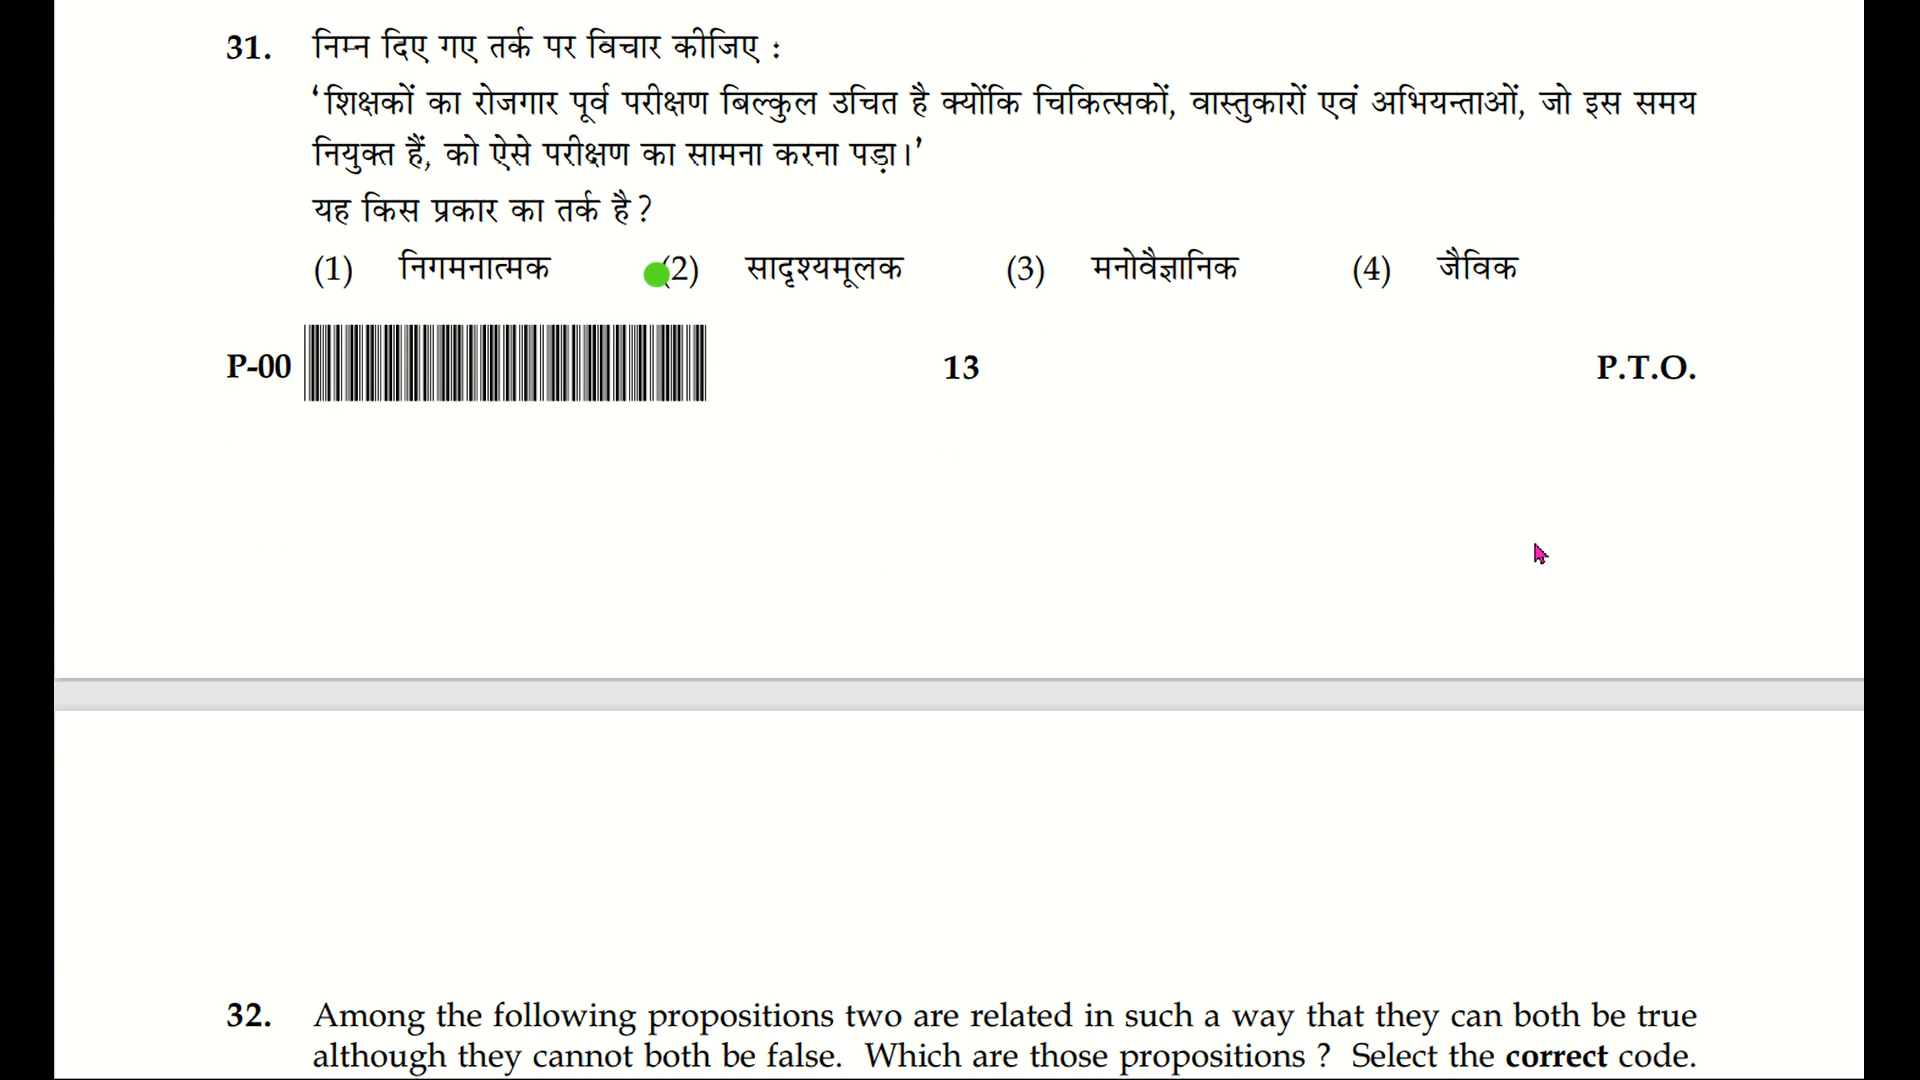 31. निम्न दिए गए तर्क पर विचार कीजिए :
‘शिक्षकों का रोजगार पूर्व परीक्षण बिल्कुल उचित है क्योंकि चिकित्सकों, वास्तुकारों एवं अभियन्ताओं, जो इस समय
नियुक्त हैं, को ऐसे परीक्षण का सामना करना पड़ा।’
यह किस प्रकार का तर्क है?
(1) निगमनात्मक (2) सादृश्यमूलक (3) मनोवैज्ञानिक (4) जैविक
P-00 13 P.T.O.
32. Among the following propositions two are related in such a way that they can both be true
although they cannot both be false. Which are those propositions ? Select the correct code.